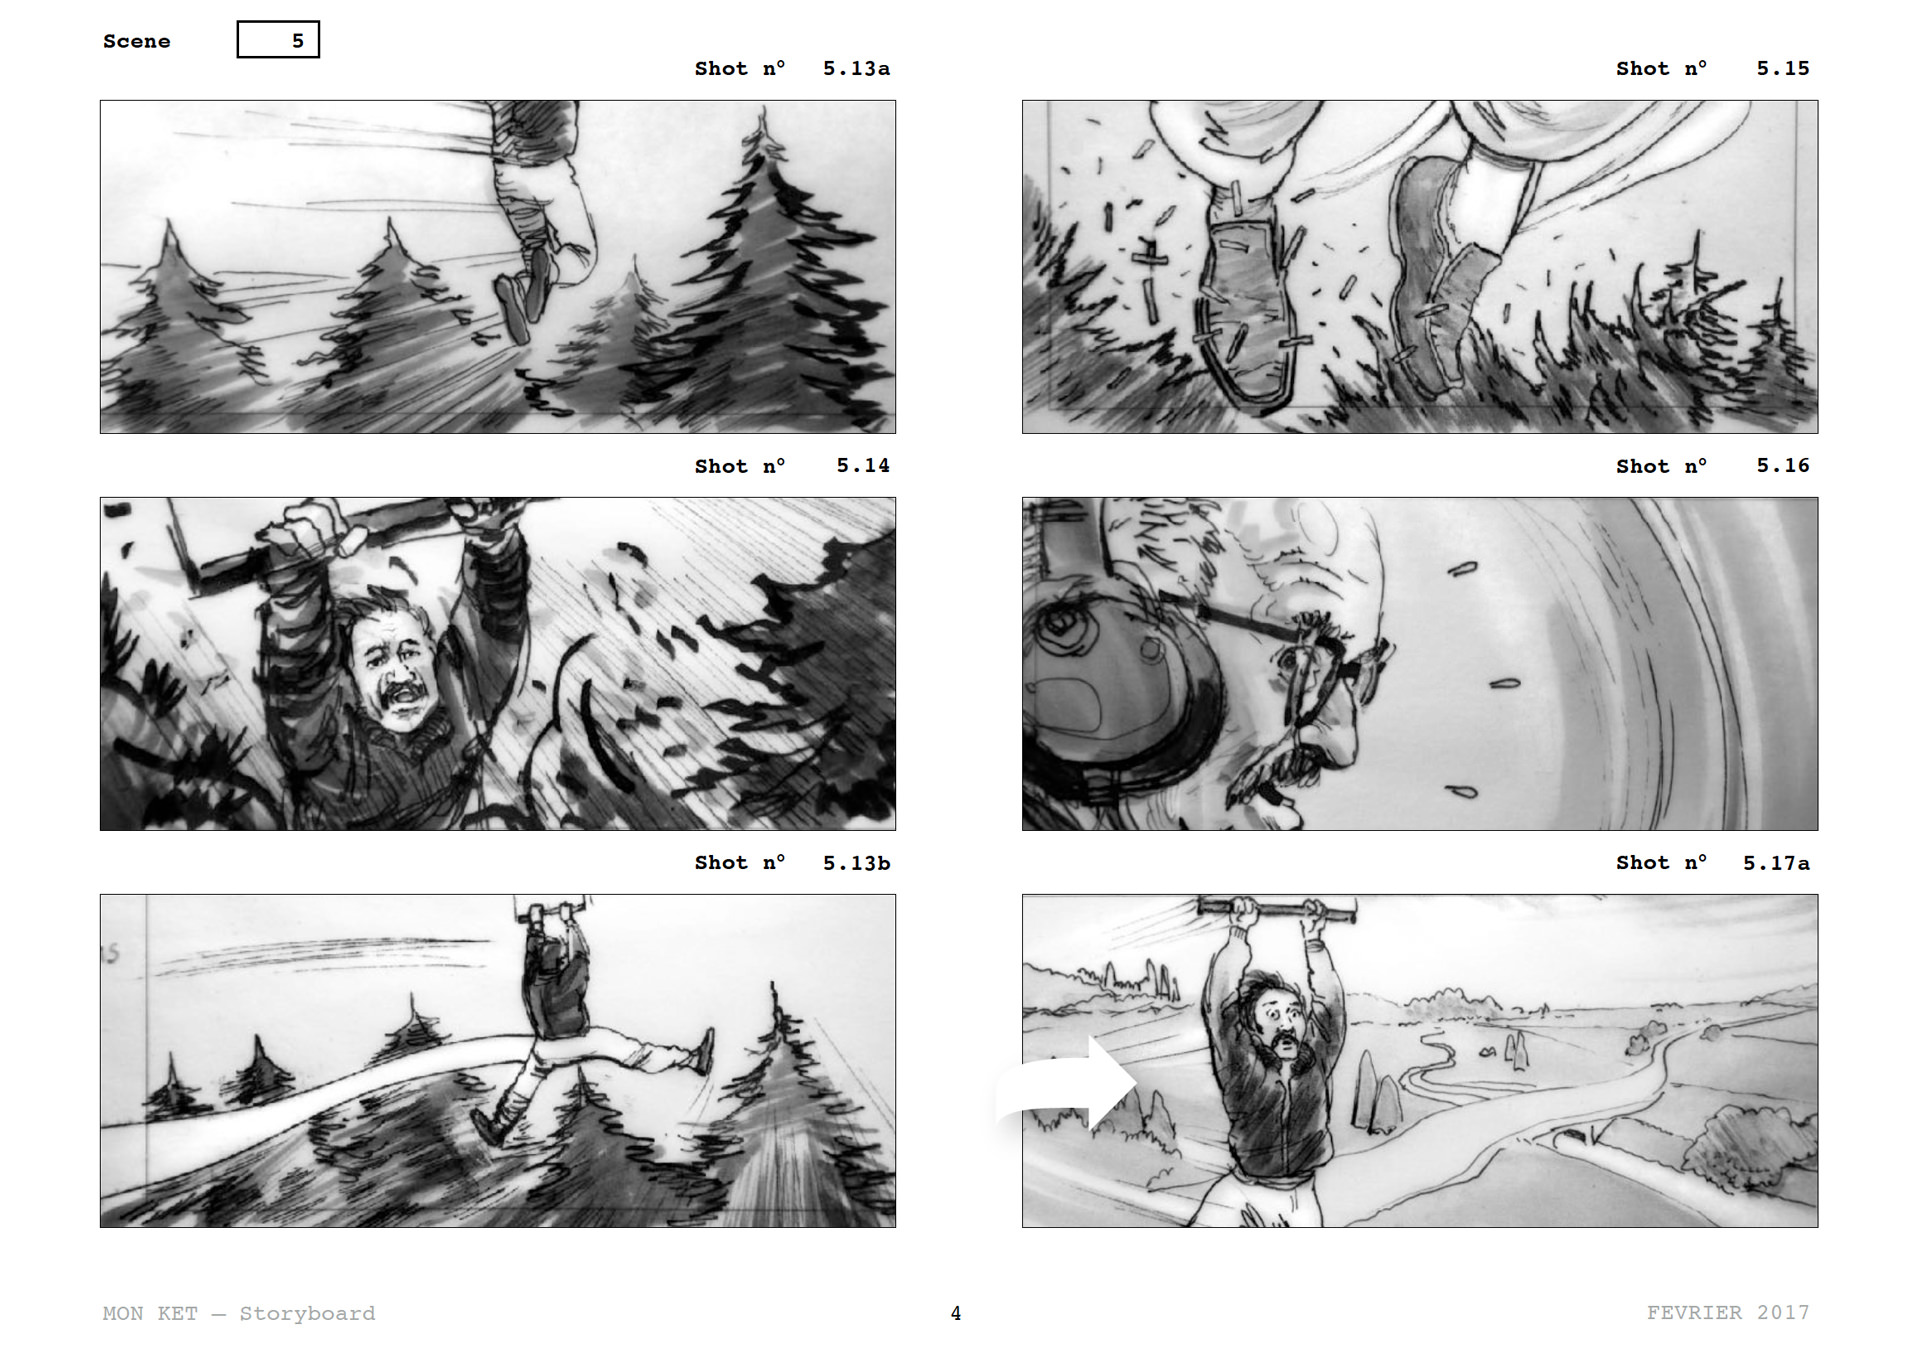 Scene 5
Shot n° 5.13a
Shot n° 5.15
Shot n° 5.14
Shot n° 5.16
Shot n° 5.13b
Shot n° 5.17a
MON KET — Storyboard
4
FEVRIER 2017